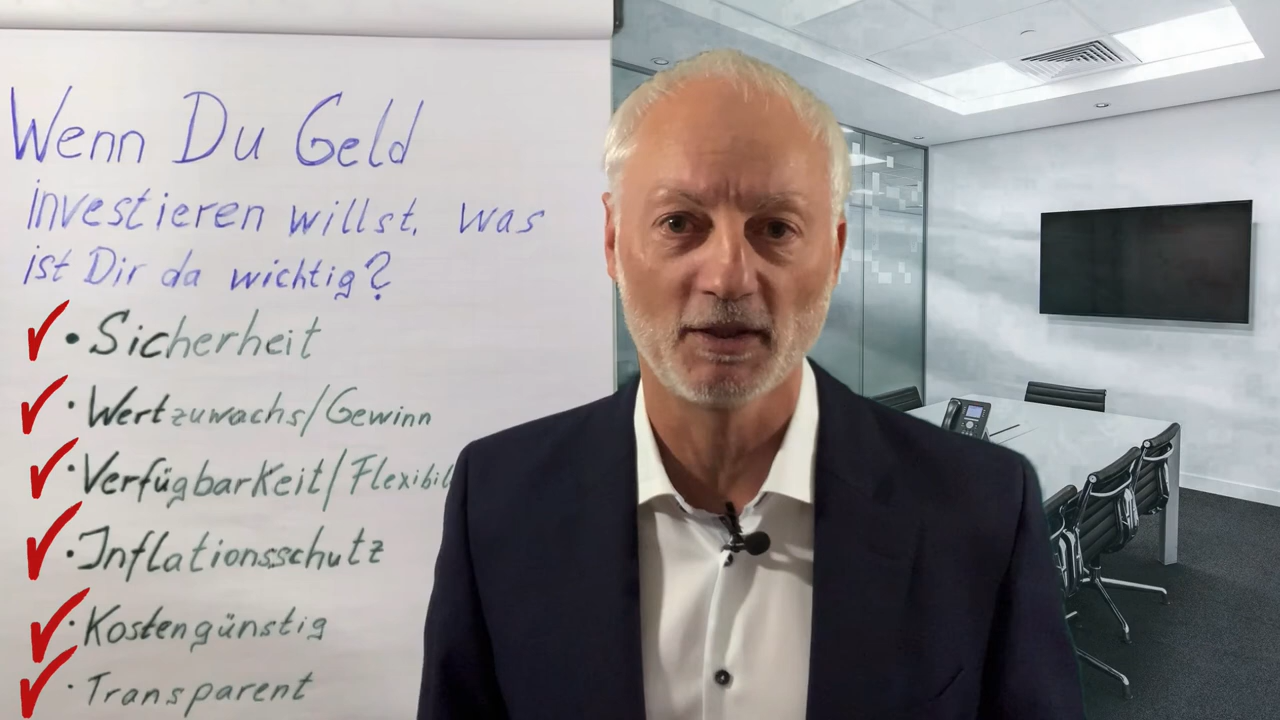 Wenn Du Geld
investieren willst, was
ist Dir da wichtig?
• Sicherheit
• Wertzuwachs/Gewinn
• Verfügbarkeit/Flexibil
• Inflationsschutz
• Kostengünstig
• Transparent